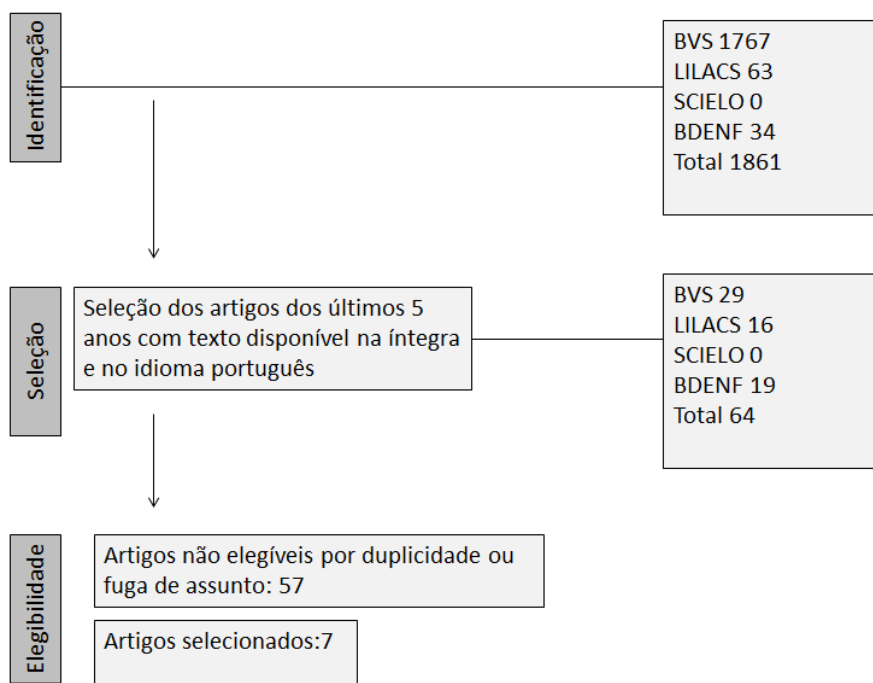 Identificação
BVS 1767
LILACS 63
SCIELO 0
BDENF 34
Total 1861
Seleção
Seleção dos artigos dos últimos 5
anos com texto disponível na íntegra
e no idioma português
BVS 29
LILACS 16
SCIELO 0
BDENF 19
Total 64
Elegibilidade
Artigos não elegíveis por duplicidade ou
fuga de assunto: 57
Artigos selecionados:7